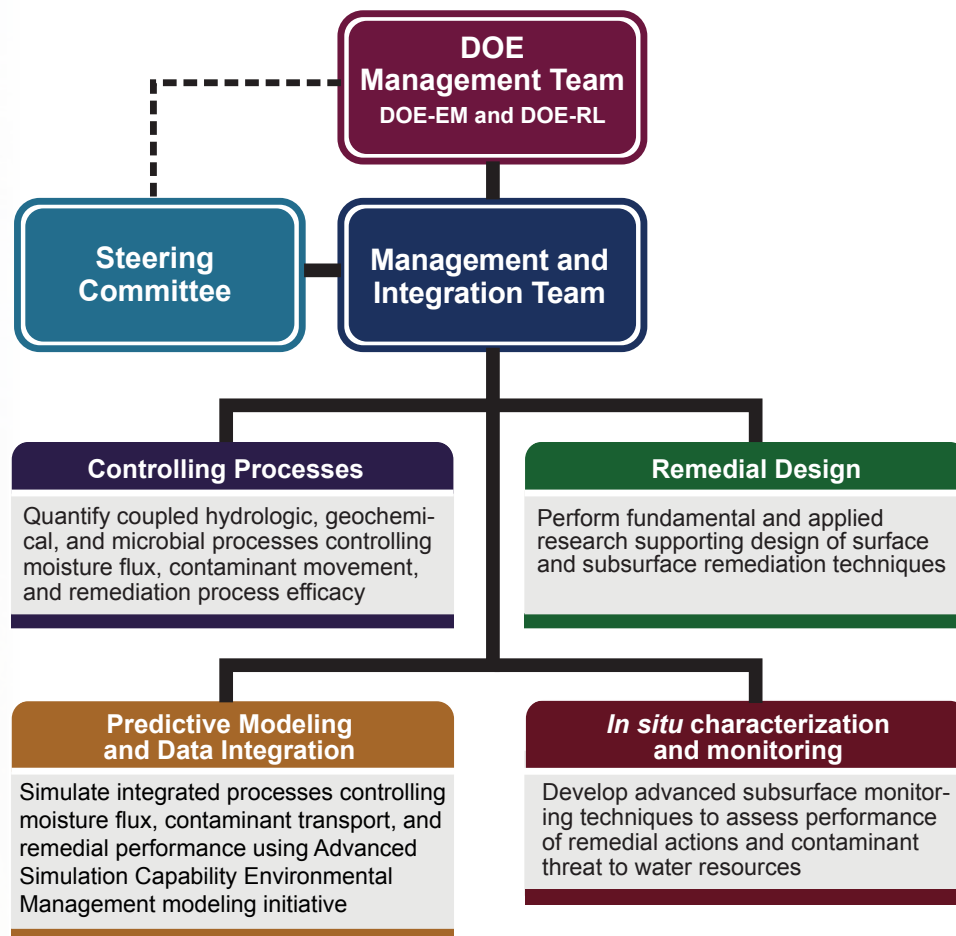 DOE
Management Team
DOE-EM and DOE-RL
Steering
Committee
Management and
Integration Team
Controlling Processes
Quantify coupled hydrologic, geochemi-
cal, and microbial processes controlling
moisture flux, contaminant movement,
and remediation process efficacy
Remedial Design
Perform fundamental and applied
research supporting design of surface
and subsurface remediation techniques
Predictive Modeling
and Data Integration
Simulate integrated processes controlling
moisture flux, contaminant transport, and
remedial performance using Advanced
Simulation Capability Environmental
Management modeling initiative
In situ characterization
and monitoring
Develop advanced subsurface monitor-
ing techniques to assess performance
of remedial actions and contaminant
threat to water resources